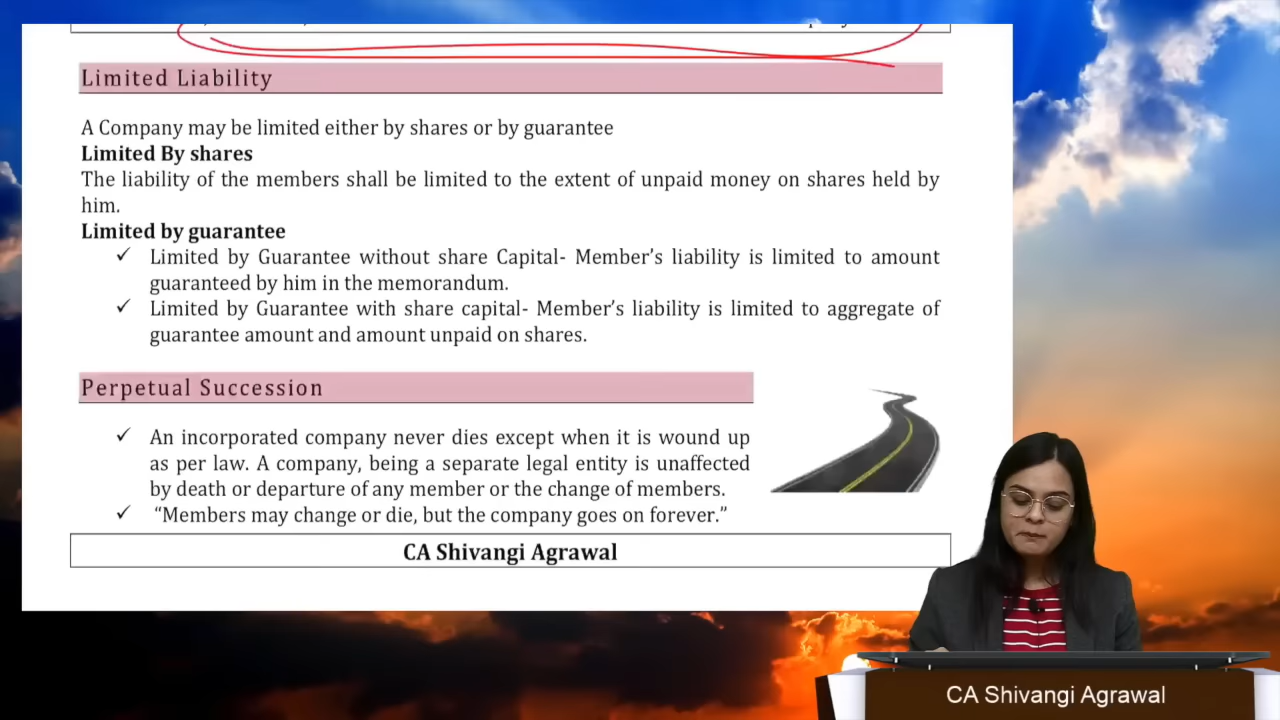 Limited Liability
A Company may be limited either by shares or by guarantee
Limited By shares
The liability of the members shall be limited to the extent of unpaid money on shares held by
him.
Limited by guarantee
✓ Limited by Guarantee without share Capital- Member’s liability is limited to amount
guaranteed by him in the memorandum.
✓ Limited by Guarantee with share capital- Member’s liability is limited to aggregate of
guarantee amount and amount unpaid on shares.
Perpetual Succession
✓ An incorporated company never dies except when it is wound up
as per law. A company, being a separate legal entity is unaffected
by death or departure of any member or the change of members.
✓ “Members may change or die, but the company goes on forever.”
CA Shivangi Agrawal
CA Shivangi Agrawal